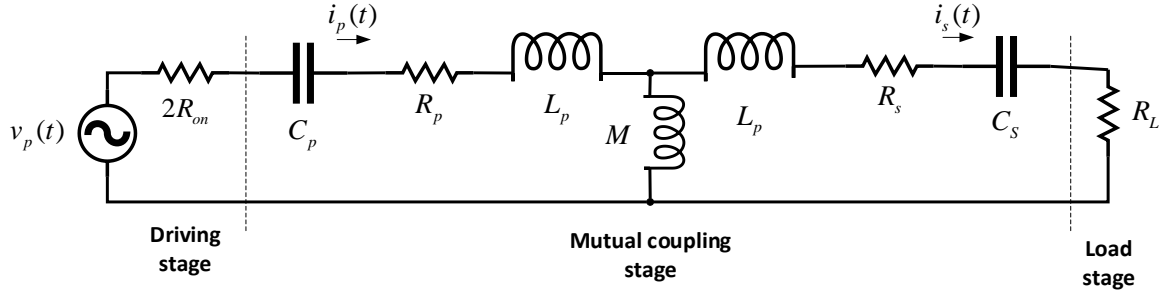 i_p(t)
i_s(t)
2R_on
C_p
R_p
L_p
M
L_p
R_s
C_S
R_L
v_p(t)
Driving
stage
Mutual coupling
stage
Load
stage